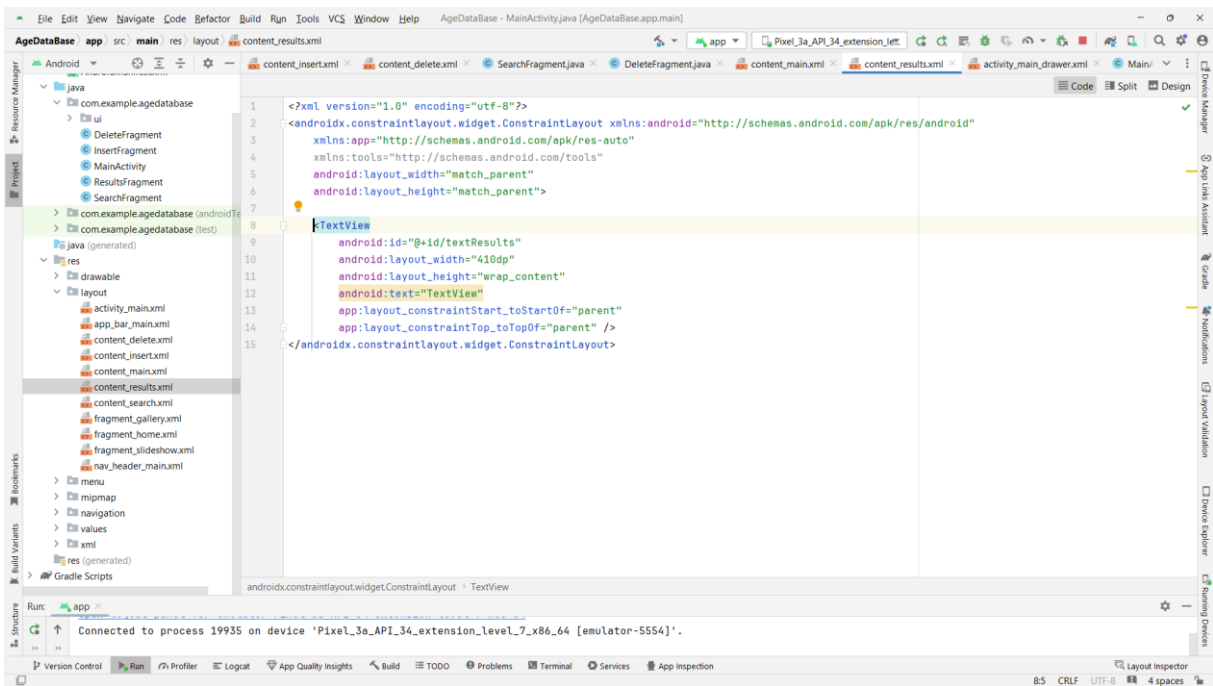 File Edit View Navigate Code Refactor Build Run Tools VCS Window Help AgeDataBase - MainActivity.java [AgeDataBase.app.main]
AgeDataBase app src main res layout content_results.xml app Pixel_3a_API_34_extension_le
Android content_insert.xml content_delete.xml SearchFragment.java DeleteFragment.java content_main.xml content_results.xml activity_main_drawer.xml Main
Code Split Design
java
com.example.agedatabase
ui
DeleteFragment
InsertFragment
MainActivity
ResultsFragment
SearchFragment
com.example.agedatabase (androidTe
com.example.agedatabase (test)
java (generated)
res
drawable
layout
activity_main.xml
app_bar_main.xml
content_delete.xml
content_insert.xml
content_main.xml
content_results.xml
content_search.xml
fragment_gallery.xml
fragment_home.xml
fragment_slideshow.xml
nav_header_main.xml
menu
mipmap
navigation
values
xml
res (generated)
Gradle Scripts
1 <?xml version="1.0" encoding="utf-8"?>
2 <androidx.constraintlayout.widget.ConstraintLayout xmlns:android="http://schemas.android.com/apk/res/android"
3 xmlns:app="http://schemas.android.com/apk/res-auto"
4 xmlns:tools="http://schemas.android.com/tools"
5 android:layout_width="match_parent"
6 android:layout_height="match_parent">
7
8 <TextView
9 android:id="@+id/textResults"
10 android:layout_width="410dp"
11 android:layout_height="wrap_content"
12 android:text="TextView"
13 app:layout_constraintStart_toStartOf="parent"
14 app:layout_constraintTop_toTopOf="parent" />
15 </androidx.constraintlayout.widget.ConstraintLayout>
androidx.constraintlayout.widget.ConstraintLayout TextView
Resource Manager
Project
Bookmarks
Build Variants
Structure
Device Manager
App Links Assistant
Gradle
Notifications
Layout Validation
Device Explorer
Running Devices
Run: app
Connected to process 19935 on device 'Pixel_3a_API_34_extension_level_7_x86_64 [emulator-5554]'.
Version Control Run Profiler Logcat App Quality Insights Build TODO Problems Terminal Services App Inspection Layout Inspector
8:5 CRLF UTF-8 4 spaces